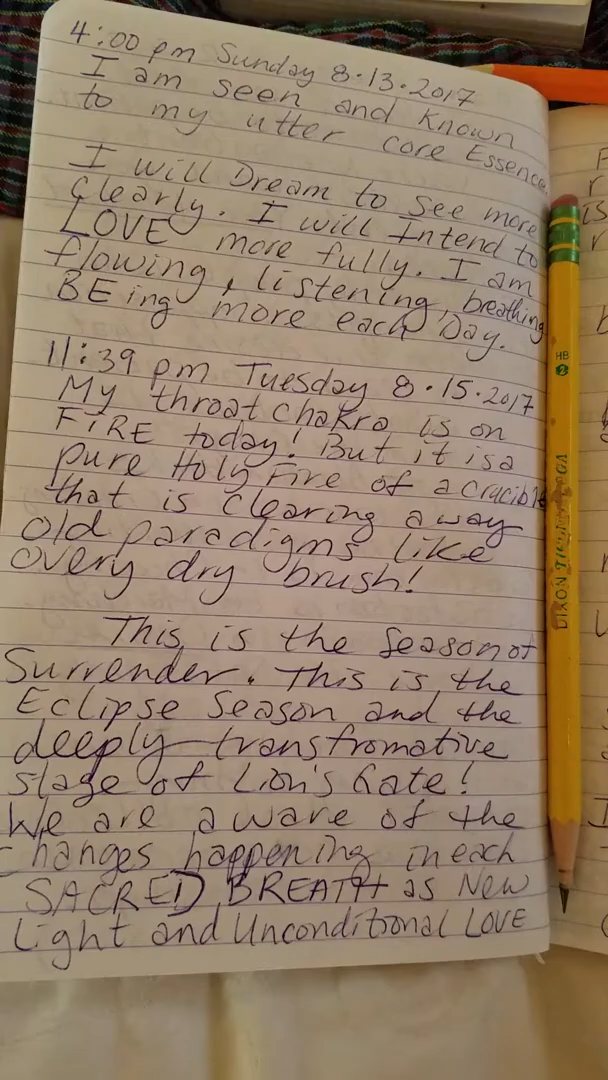 4:00 pm Sunday 8.13.2017
I am seen and Known
to my utter core Essence.
I will Dream to see more
clearly. I will Intend to
LOVE more fully. I am
flowing, listening, breathing
BEing more each Day.
11:39 pm Tuesday 8.15.2017
My throat chakra is on
FiRE today! But it is a
pure Holy Fire of a crucible
that is clearing away
old paradigms like
overy dry brush!
This is the Season of
Surrender. This is the
Eclipse Season and the
deeply transfromative
stage of Lion's Gate!
We are aware of the
changes happening in each
SACRED BREATH as New
Light and Unconditional LOVE
HB
2
DIXON